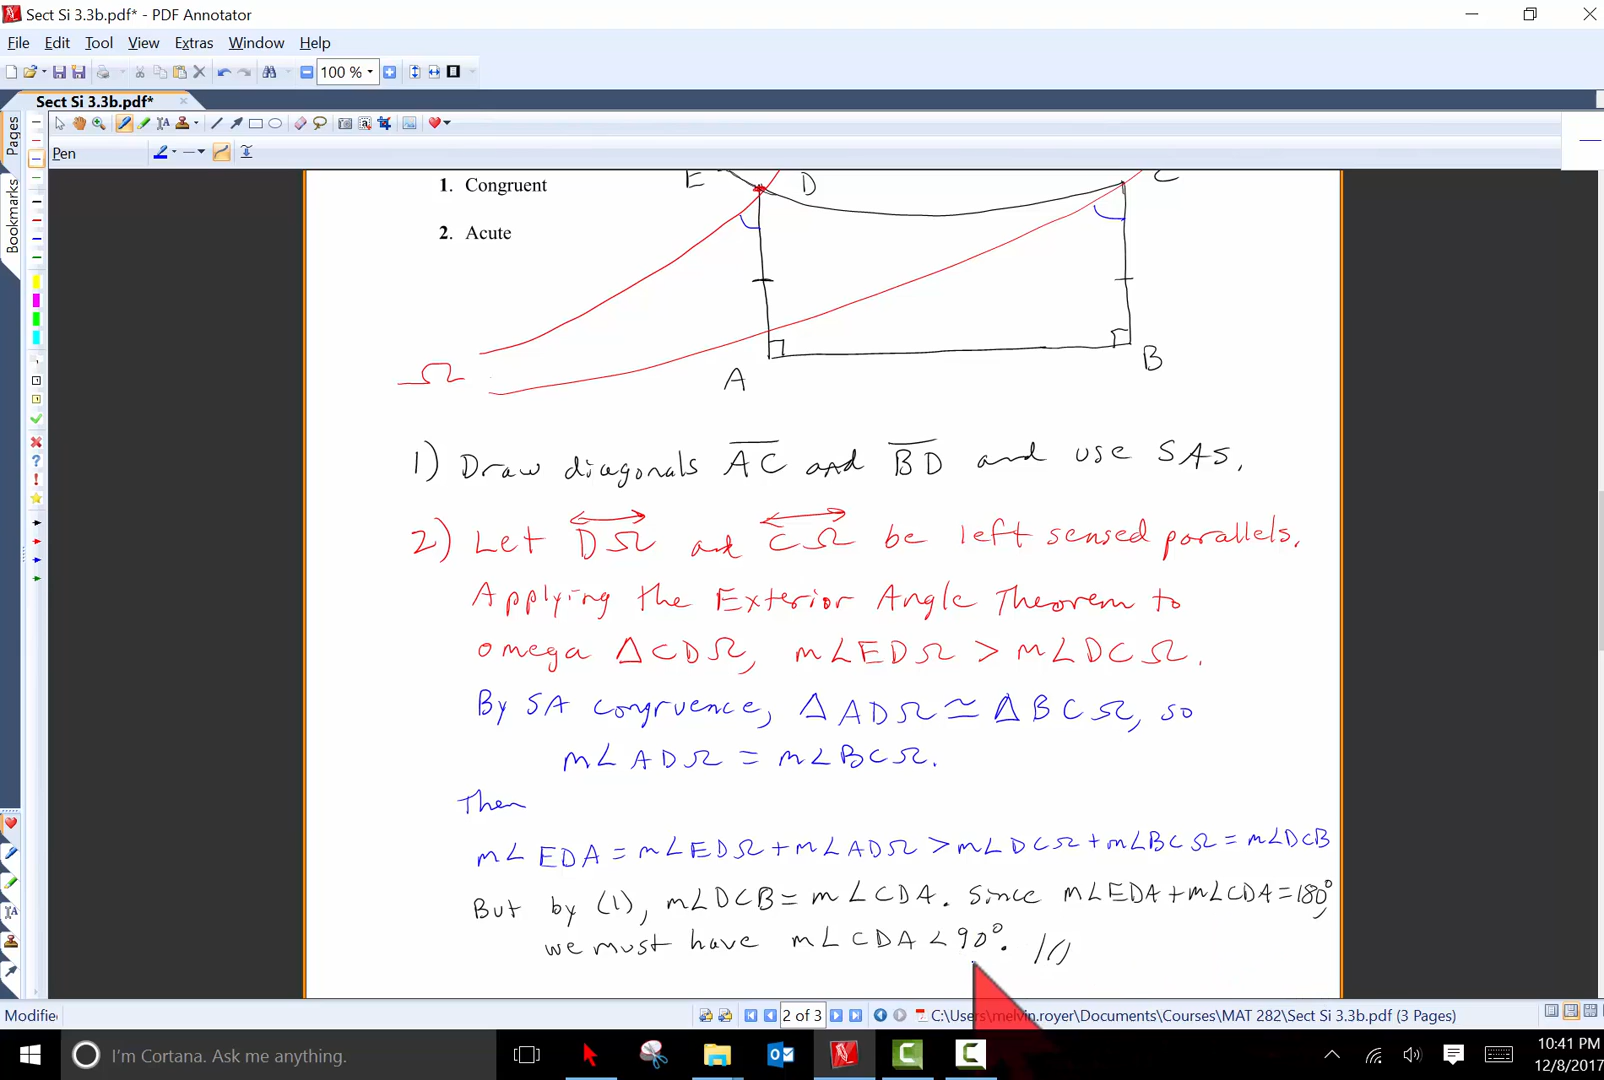 Sect Si 3.3b.pdf* - PDF Annotator
File Edit Tool View Extras Window Help
100 %
Sect Si 3.3b.pdf*
Pages
Bookmarks
Pen
1. Congruent
2. Acute
E D C
Ω
A B
1) Draw diagonals AC and BD and use SAS.
2) Let DΩ and CΩ be left sensed parallels.
Applying the Exterior Angle Theorem to
omega ΔCDΩ, m∠EDΩ > m∠DCΩ.
By SA congruence, ΔADΩ ≅ ΔBCΩ, so
m∠ADΩ = m∠BCΩ.
Then
m∠EDA = m∠EDΩ + m∠ADΩ > m∠DCΩ + m∠BCΩ = m∠DCB
But by (1), m∠DCB = m∠CDA. Since m∠EDA + m∠CDA = 180°,
we must have m∠CDA < 90°.
Modifie
2 of 3
C:\Users\melvin.royer\Documents\Courses\MAT 282\Sect Si 3.3b.pdf (3 Pages)
I'm Cortana. Ask me anything.
10:41 PM
12/8/2017